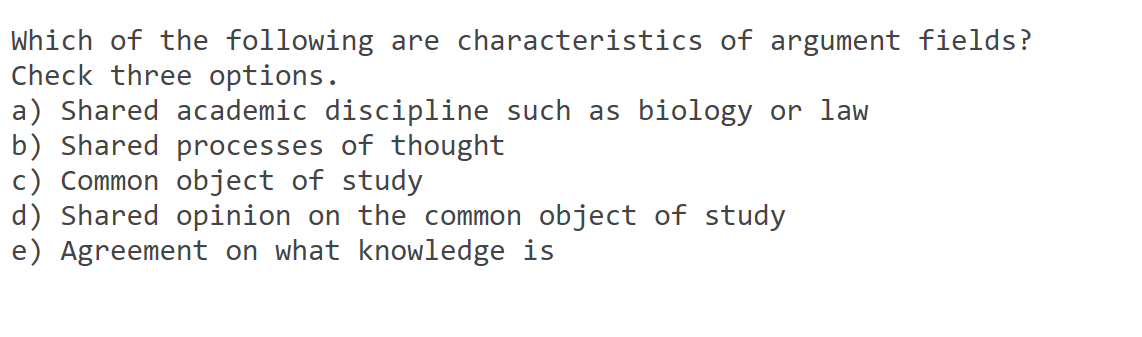 Which of the following are characteristics of argument fields?
Check three options.
a) Shared academic discipline such as biology or law
b) Shared processes of thought
c) Common object of study
d) Shared opinion on the common object of study
e) Agreement on what knowledge is